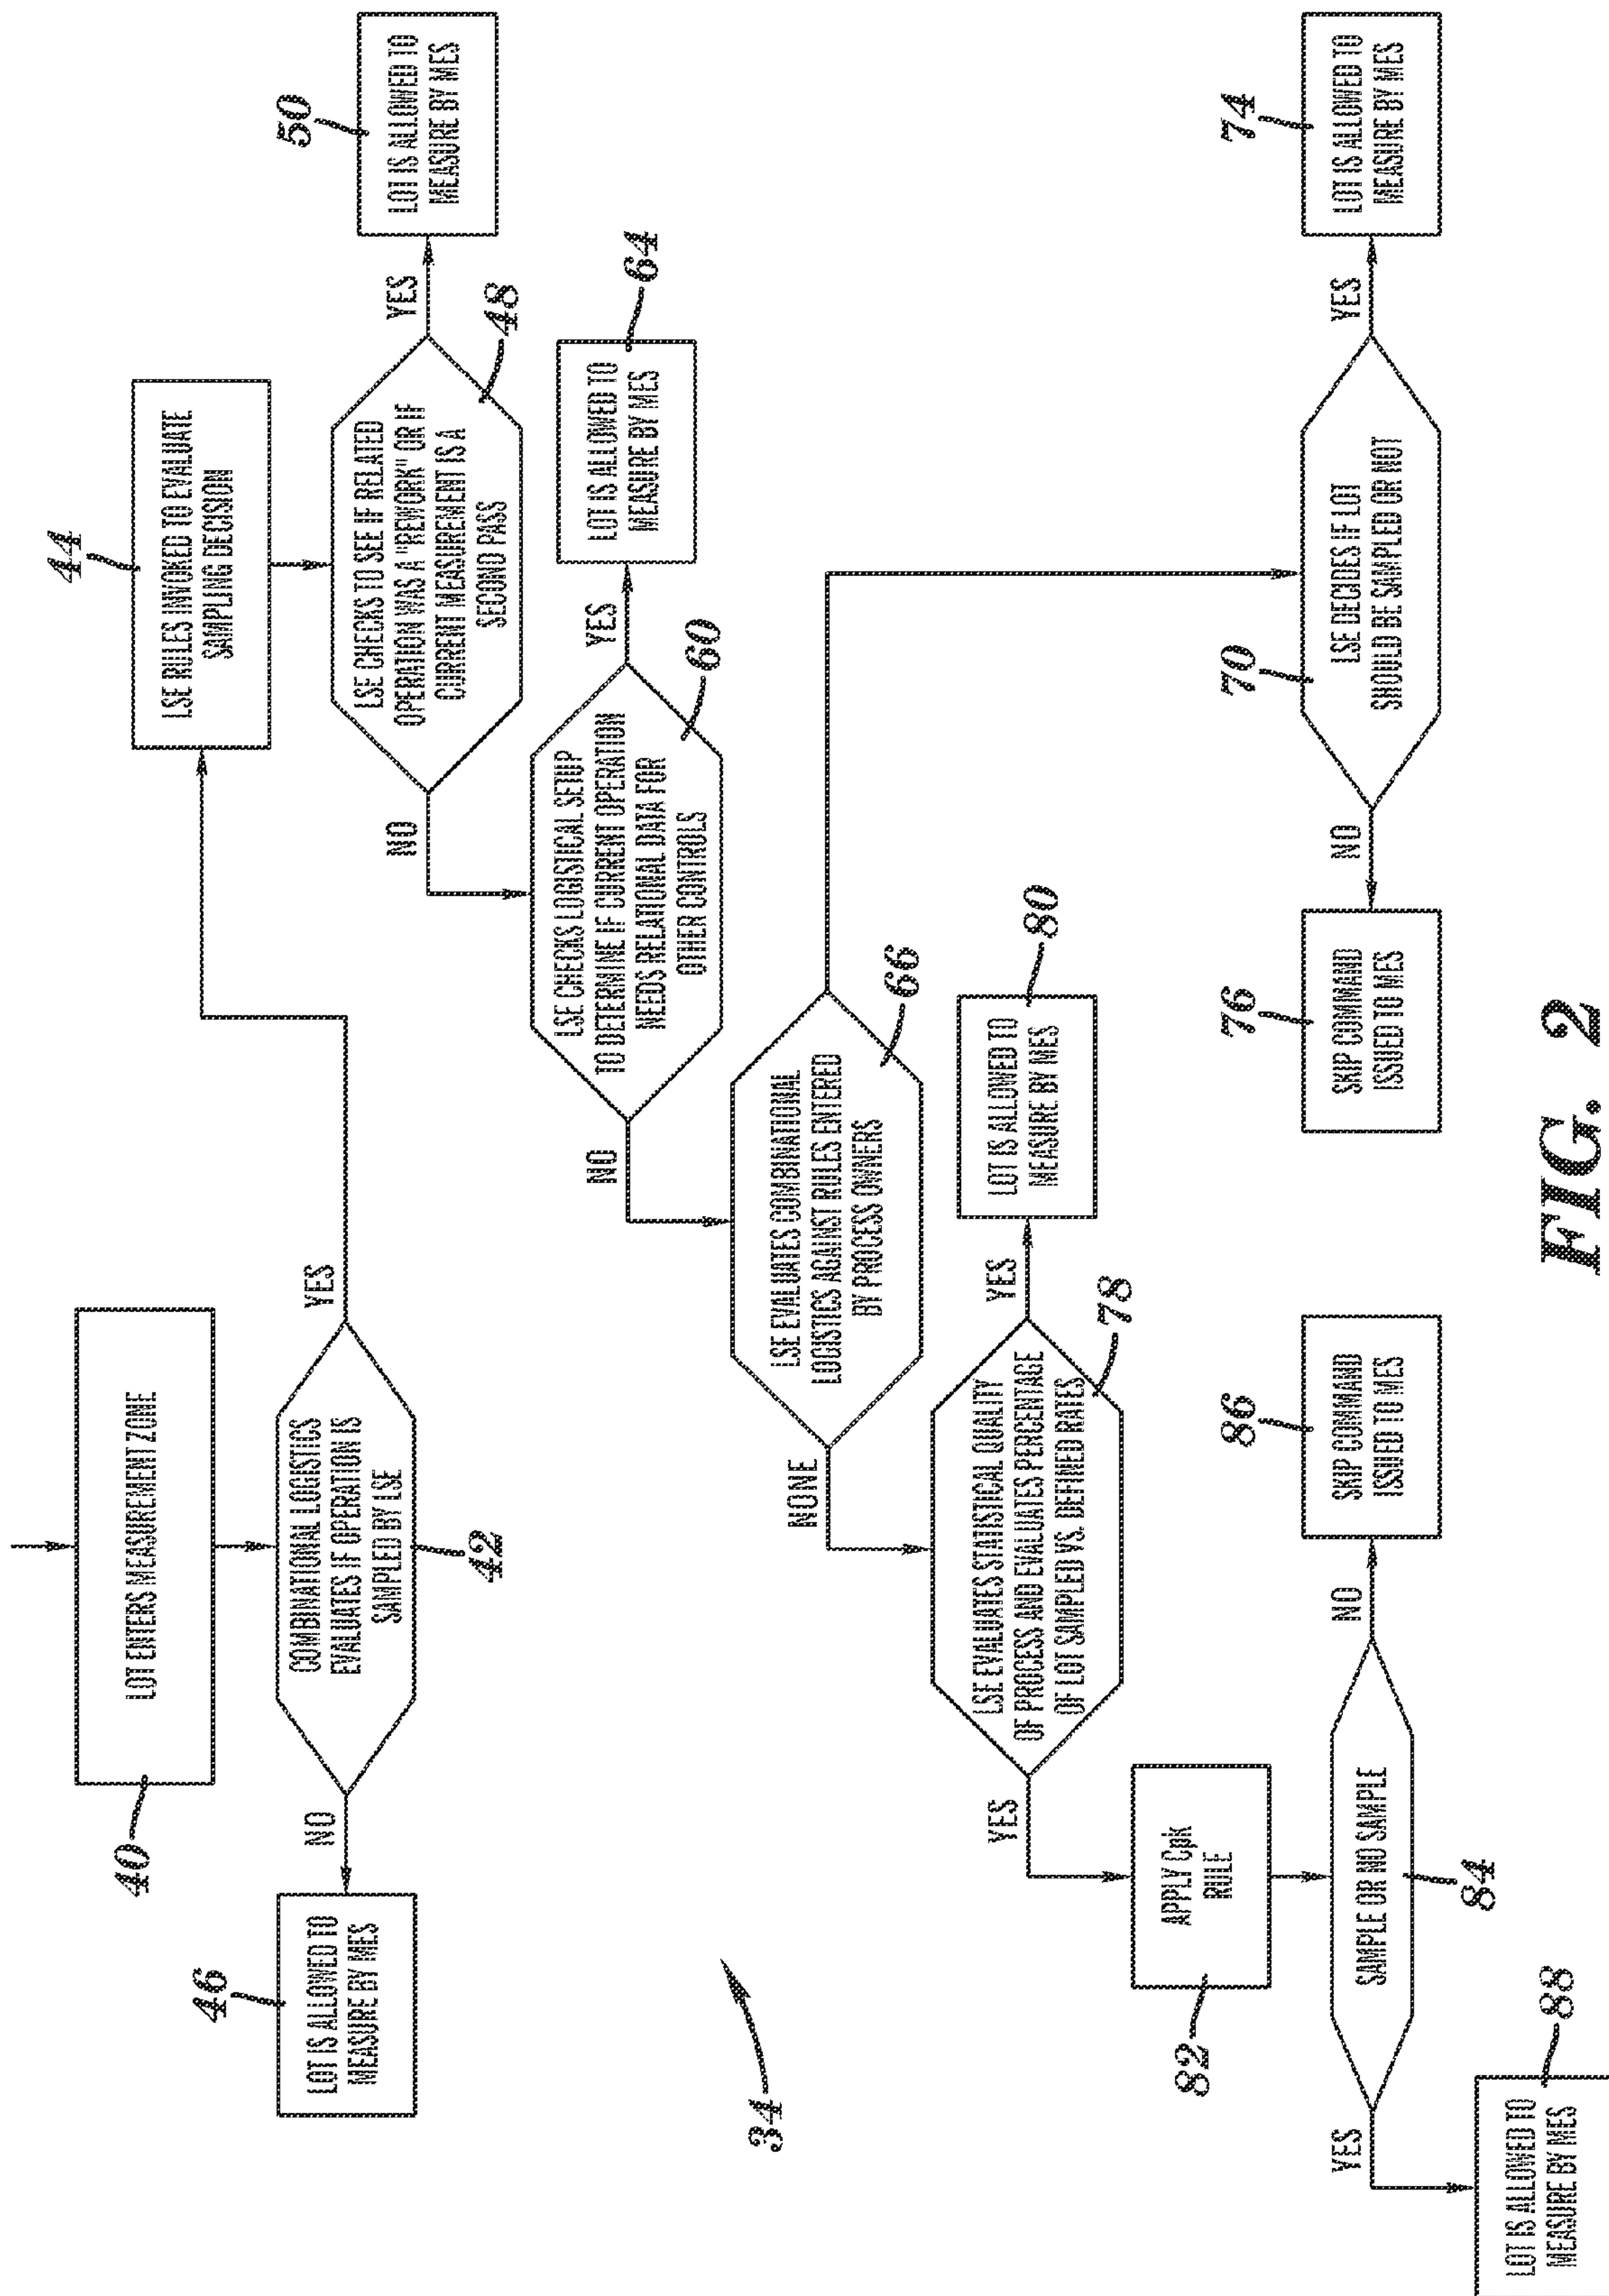 40
LOT ENTERS MEASUREMENT ZONE
COMBINATIONAL LOGISTICS
EVALUATES IF OPERATION IS
SAMPLED BY LSE
42
NO
YES
46
LOT IS ALLOWED TO
MEASURE BY MES
44
LSE RULES INVOKED TO EVALUATE
SAMPLING DECISION
LSE CHECKS TO SEE IF RELATED
OPERATION WAS A "REWORK" OR IF
CURRENT MEASUREMENT IS A
SECOND PASS
48
NO
YES
50
LOT IS ALLOWED TO
MEASURE BY MES
LSE CHECKS LOGISTICAL SETUP
TO DETERMINE IF CURRENT OPERATION
NEEDS RELATIONAL DATA FOR
OTHER CONTROLS
60
NO
YES
64
LOT IS ALLOWED TO
MEASURE BY MES
LSE EVALUATES COMBINATIONAL
LOGISTICS AGAINST RULES ENTERED
BY PROCESS OWNERS
66
NONE
LSE EVALUATES STATISTICAL QUALITY
OF PROCESS AND EVALUATES PERCENTAGE
OF LOT SAMPLED VS. DEFINED RATES
78
YES
YES
80
LOT IS ALLOWED TO
MEASURE BY MES
34
82
APPLY Cpk
RULE
SAMPLE OR NO SAMPLE
84
YES
NO
86
SKIP COMMAND
ISSUED TO MES
88
LOT IS ALLOWED TO
MEASURE BY MES
70
LSE DECIDES IF LOT
SHOULD BE SAMPLED OR NOT
NO
YES
76
SKIP COMMAND
ISSUED TO MES
74
LOT IS ALLOWED TO
MEASURE BY MES
FIG. 2